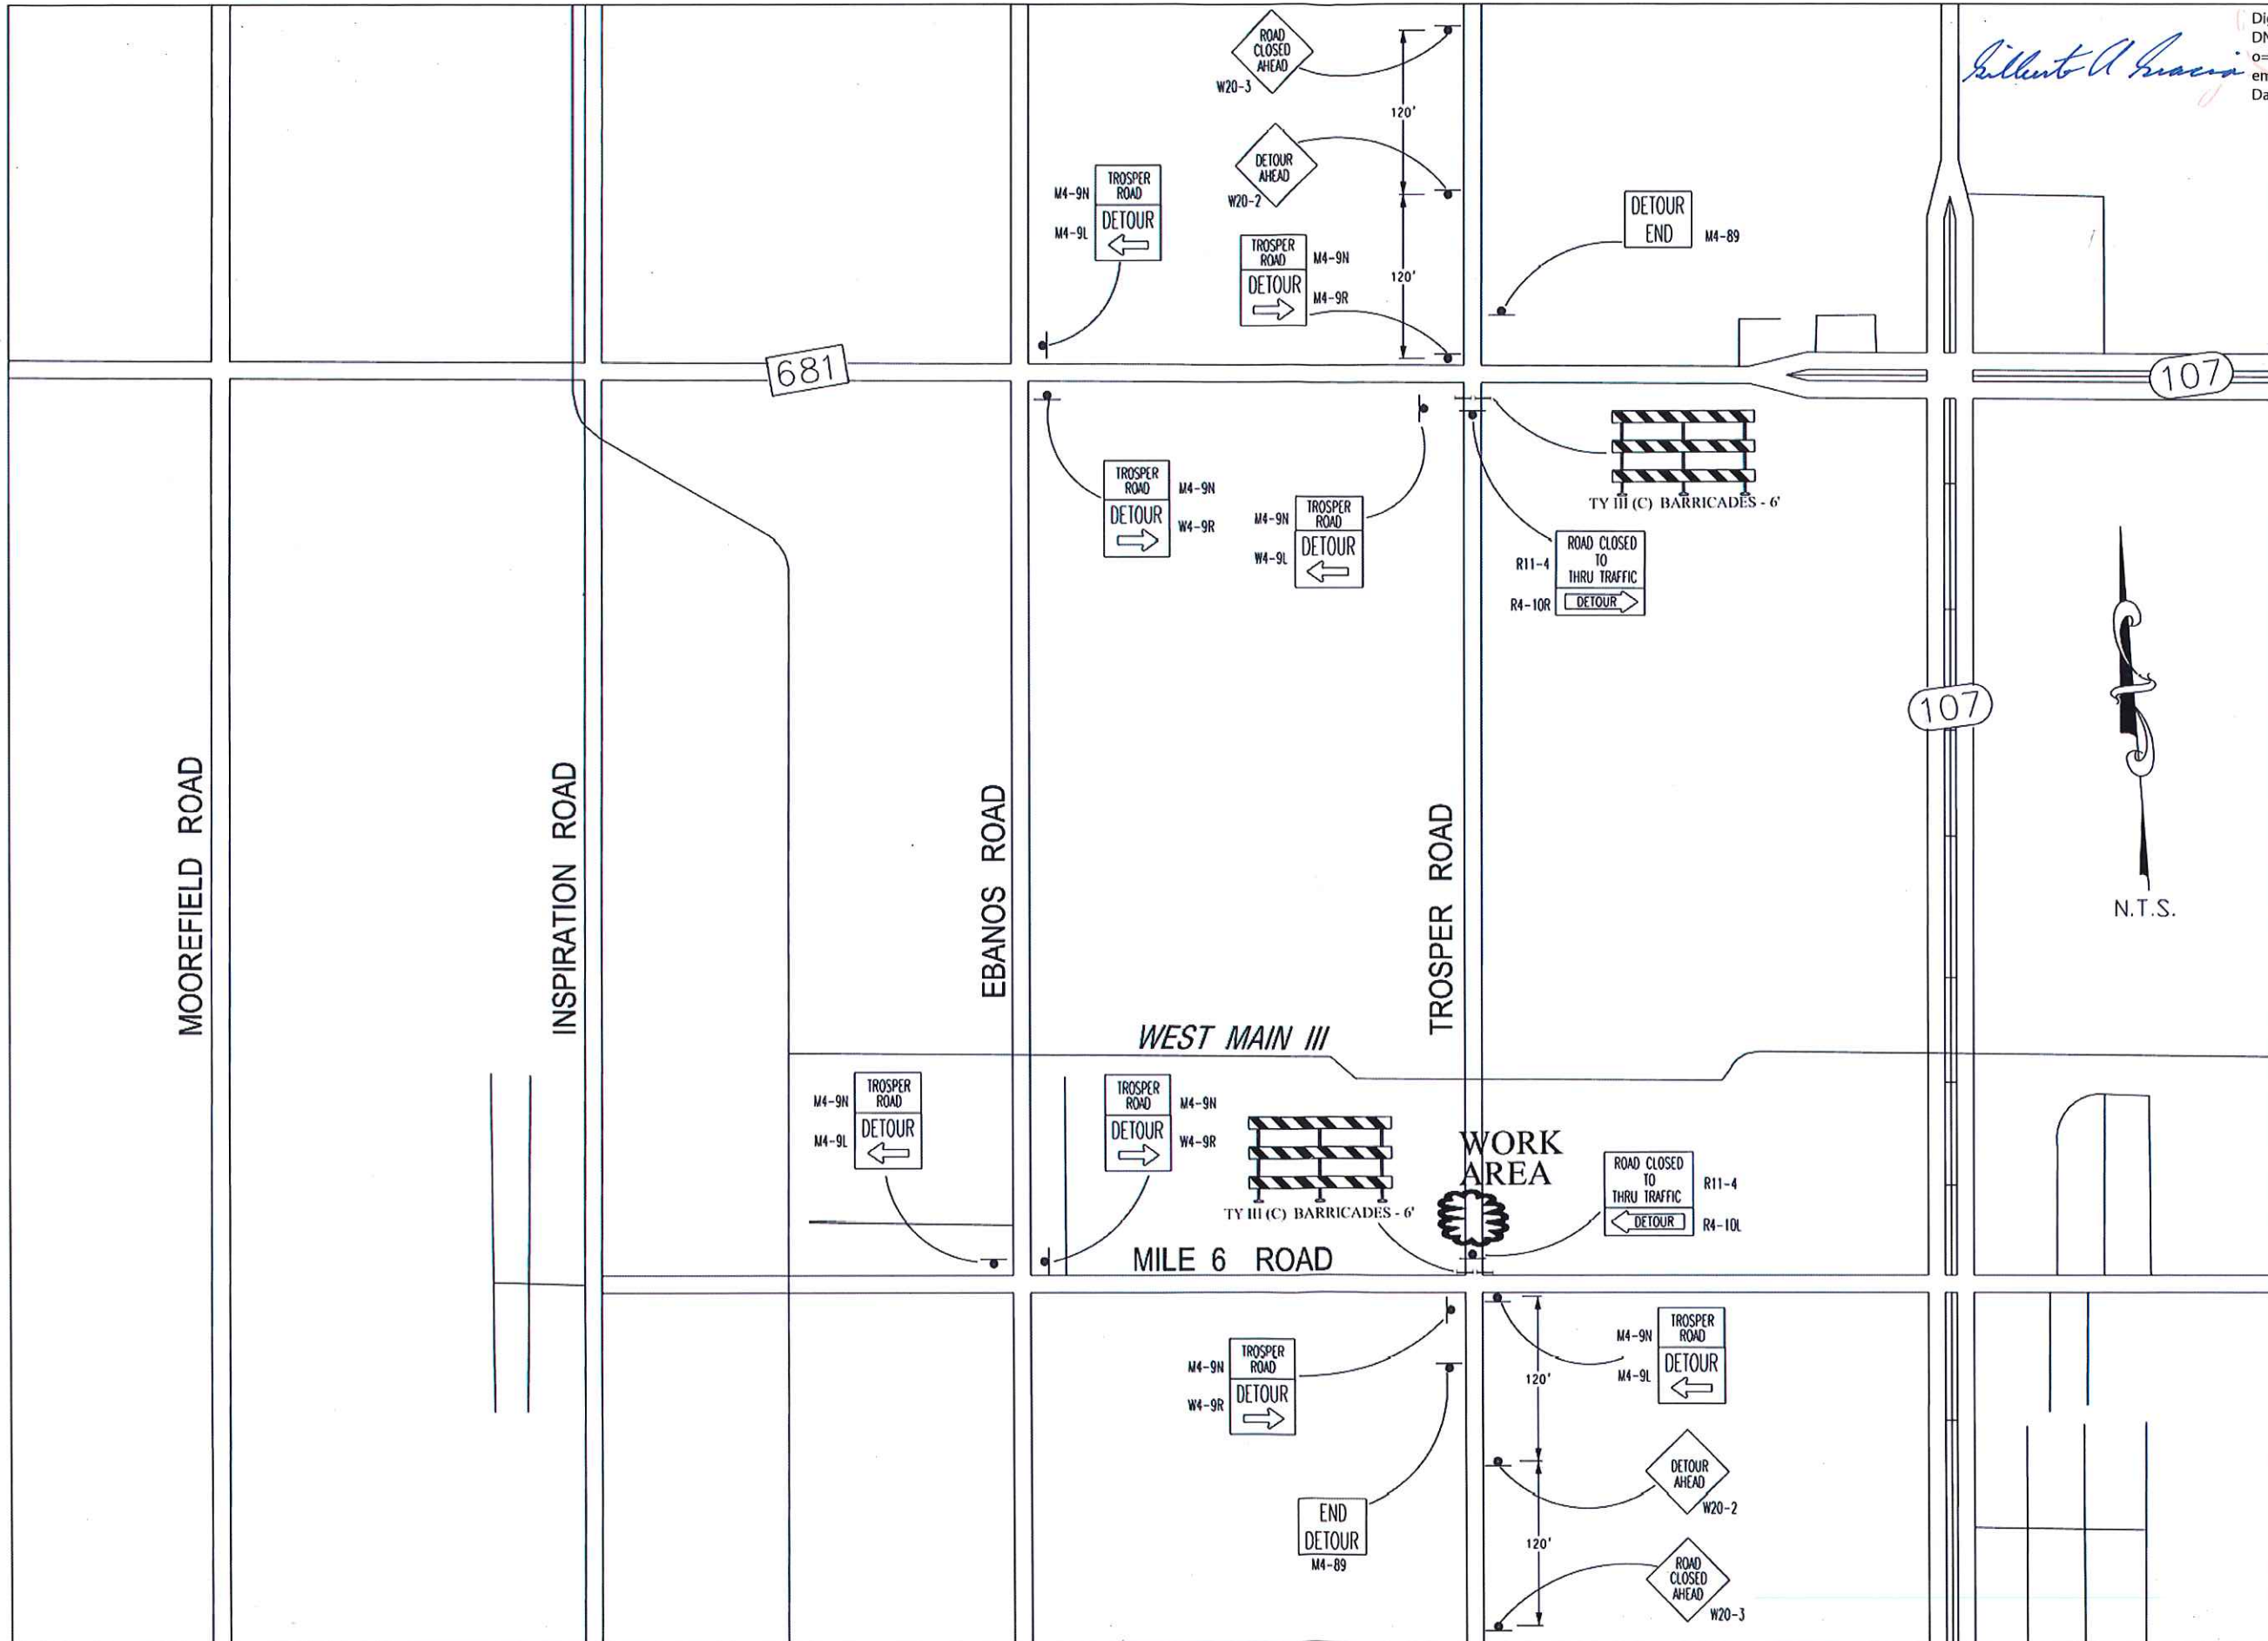 ROAD
CLOSED
AHEAD
W20-3
120'
DETOUR
AHEAD
W20-2
M4-9N
TROSPER
ROAD
M4-9L
DETOUR
TROSPER
ROAD
M4-9N
DETOUR
M4-9R
120'
DETOUR
END
M4-89
Gilberto A Gracia
Di
DN
o=
em
Da
681
107
TY III (C) BARRICADES - 6'
TROSPER
ROAD
M4-9N
DETOUR
W4-9R
M4-9N
TROSPER
ROAD
W4-9L
DETOUR
R11-4
ROAD CLOSED
TO
THRU TRAFFIC
R4-10R
DETOUR
107
N.T.S.
MOOREFIELD ROAD
INSPIRATION ROAD
EBANOS ROAD
TROSPER ROAD
WEST MAIN III
M4-9N
TROSPER
ROAD
M4-9L
DETOUR
TROSPER
ROAD
M4-9N
DETOUR
W4-9R
TY III (C) BARRICADES - 6'
WORK
AREA
ROAD CLOSED
TO
THRU TRAFFIC
R11-4
DETOUR
R4-10L
MILE 6 ROAD
M4-9N
TROSPER
ROAD
W4-9R
DETOUR
120'
M4-9N
TROSPER
ROAD
M4-9L
DETOUR
END
DETOUR
M4-89
DETOUR
AHEAD
W20-2
120'
ROAD
CLOSED
AHEAD
W20-3